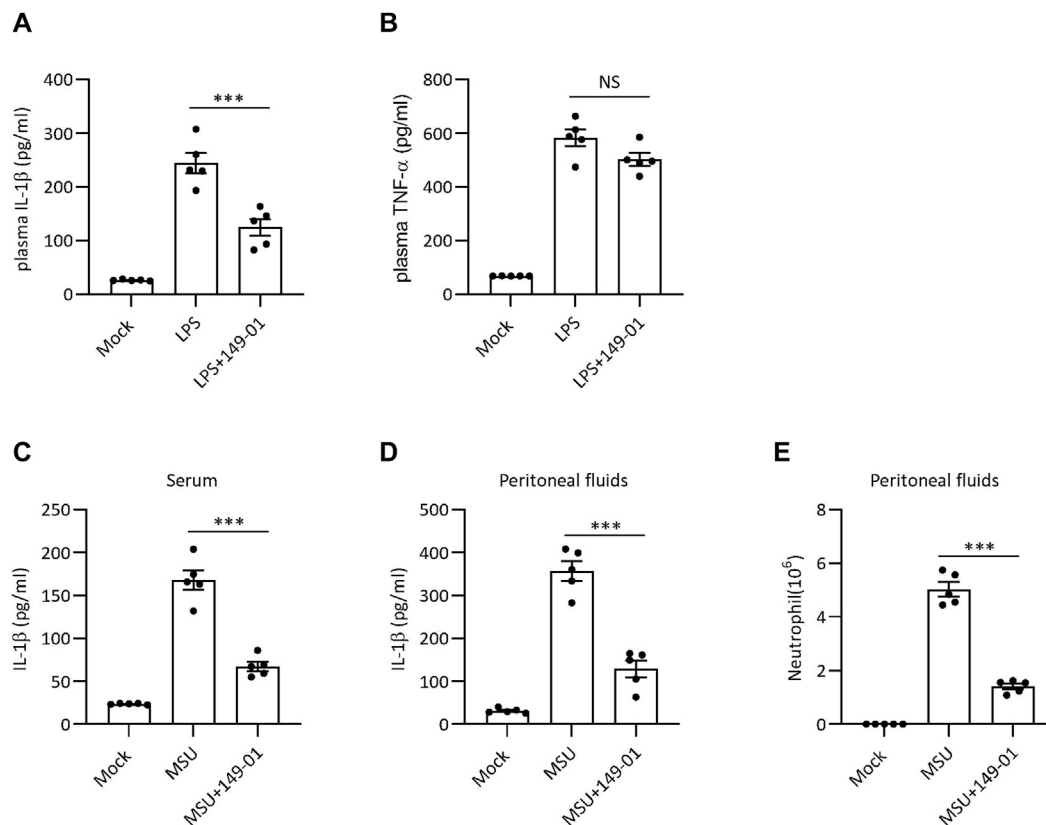 A
plasma IL-1β (pg/ml)
400
300
200
100
0
***
Mock
LPS
LPS+149-01
B
plasma TNF-α (pg/ml)
800
600
400
200
0
NS
Mock
LPS
LPS+149-01
C
Serum
IL-1β (pg/ml)
250
200
150
100
50
0
***
Mock
MSU
MSU+149-01
D
Peritoneal fluids
IL-1β (pg/ml)
500
400
300
200
100
0
***
Mock
MSU
MSU+149-01
E
Peritoneal fluids
Neutrophil(10⁶)
8
6
4
2
0
***
Mock
MSU
MSU+149-01